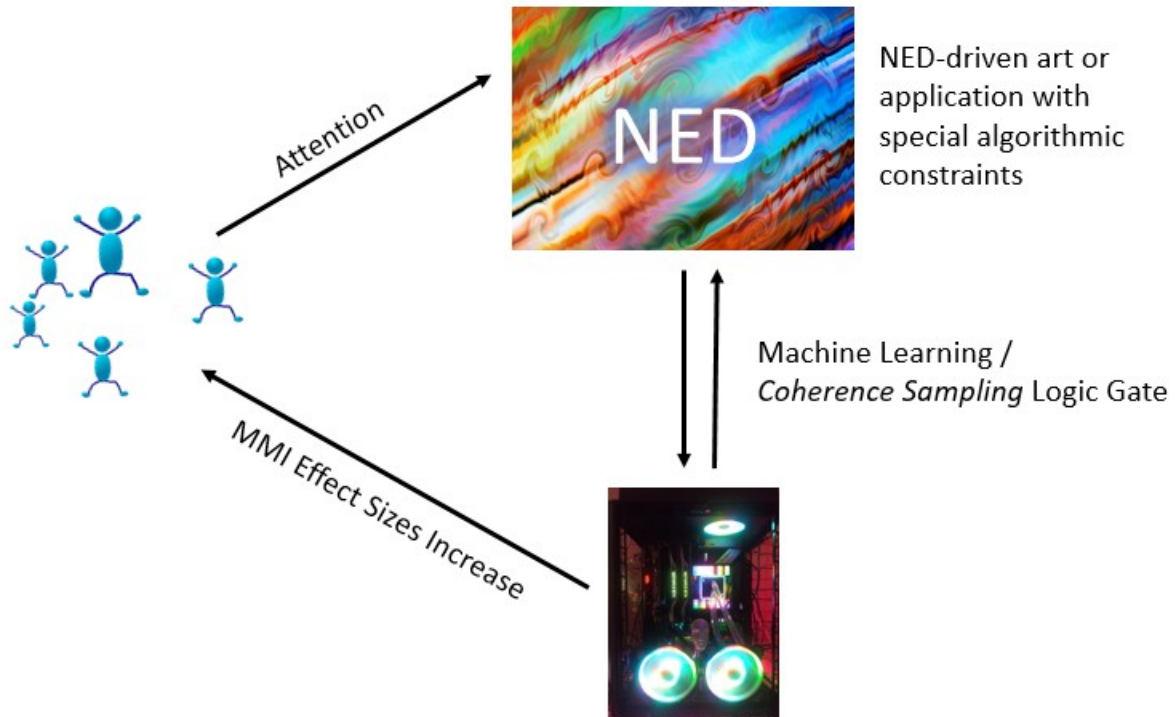 Attention
NED
NED-driven art or
application with
special algorithmic
constraints
Machine Learning /
Coherence Sampling Logic Gate
MMI Effect Sizes Increase